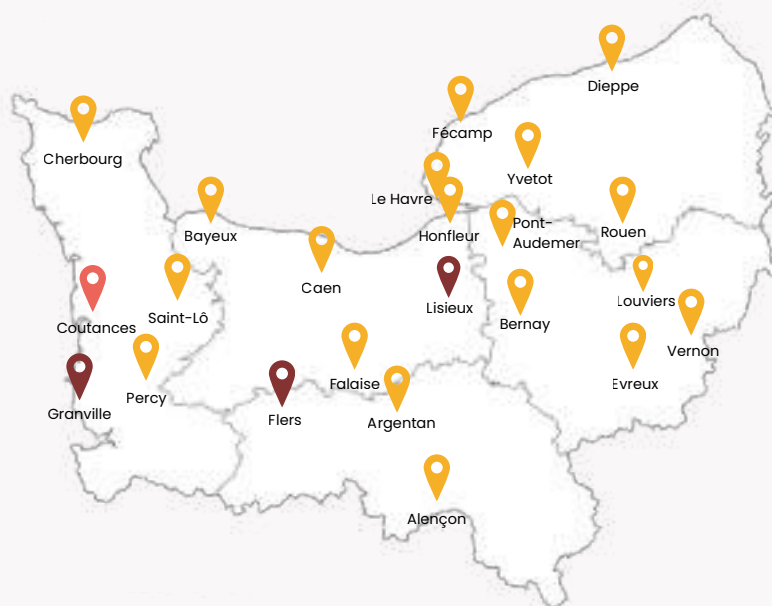 Dieppe
Fécamp
Cherbourg
Yvetot
Le Havre
Pont-
Audemer
Rouen
Bayeux
Honfleur
Caen
Louviers
Lisieux
Saint-Lô
Bernay
Coutances
Vernon
Falaise
Evreux
Percy
Granville
Flers
Argentan
Alençon